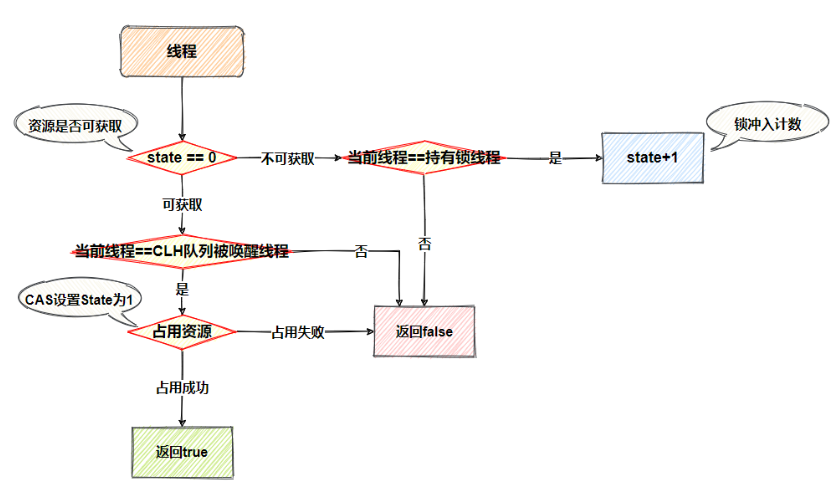 线程
资源是否可获取
锁冲入计数
state == 0
不可获取
当前线程==持有锁线程
是
state+1
可获取
否
当前线程==CLH队列被唤醒线程
否
是
CAS设置State为1
占用资源
占用失败
返回false
占用成功
返回true